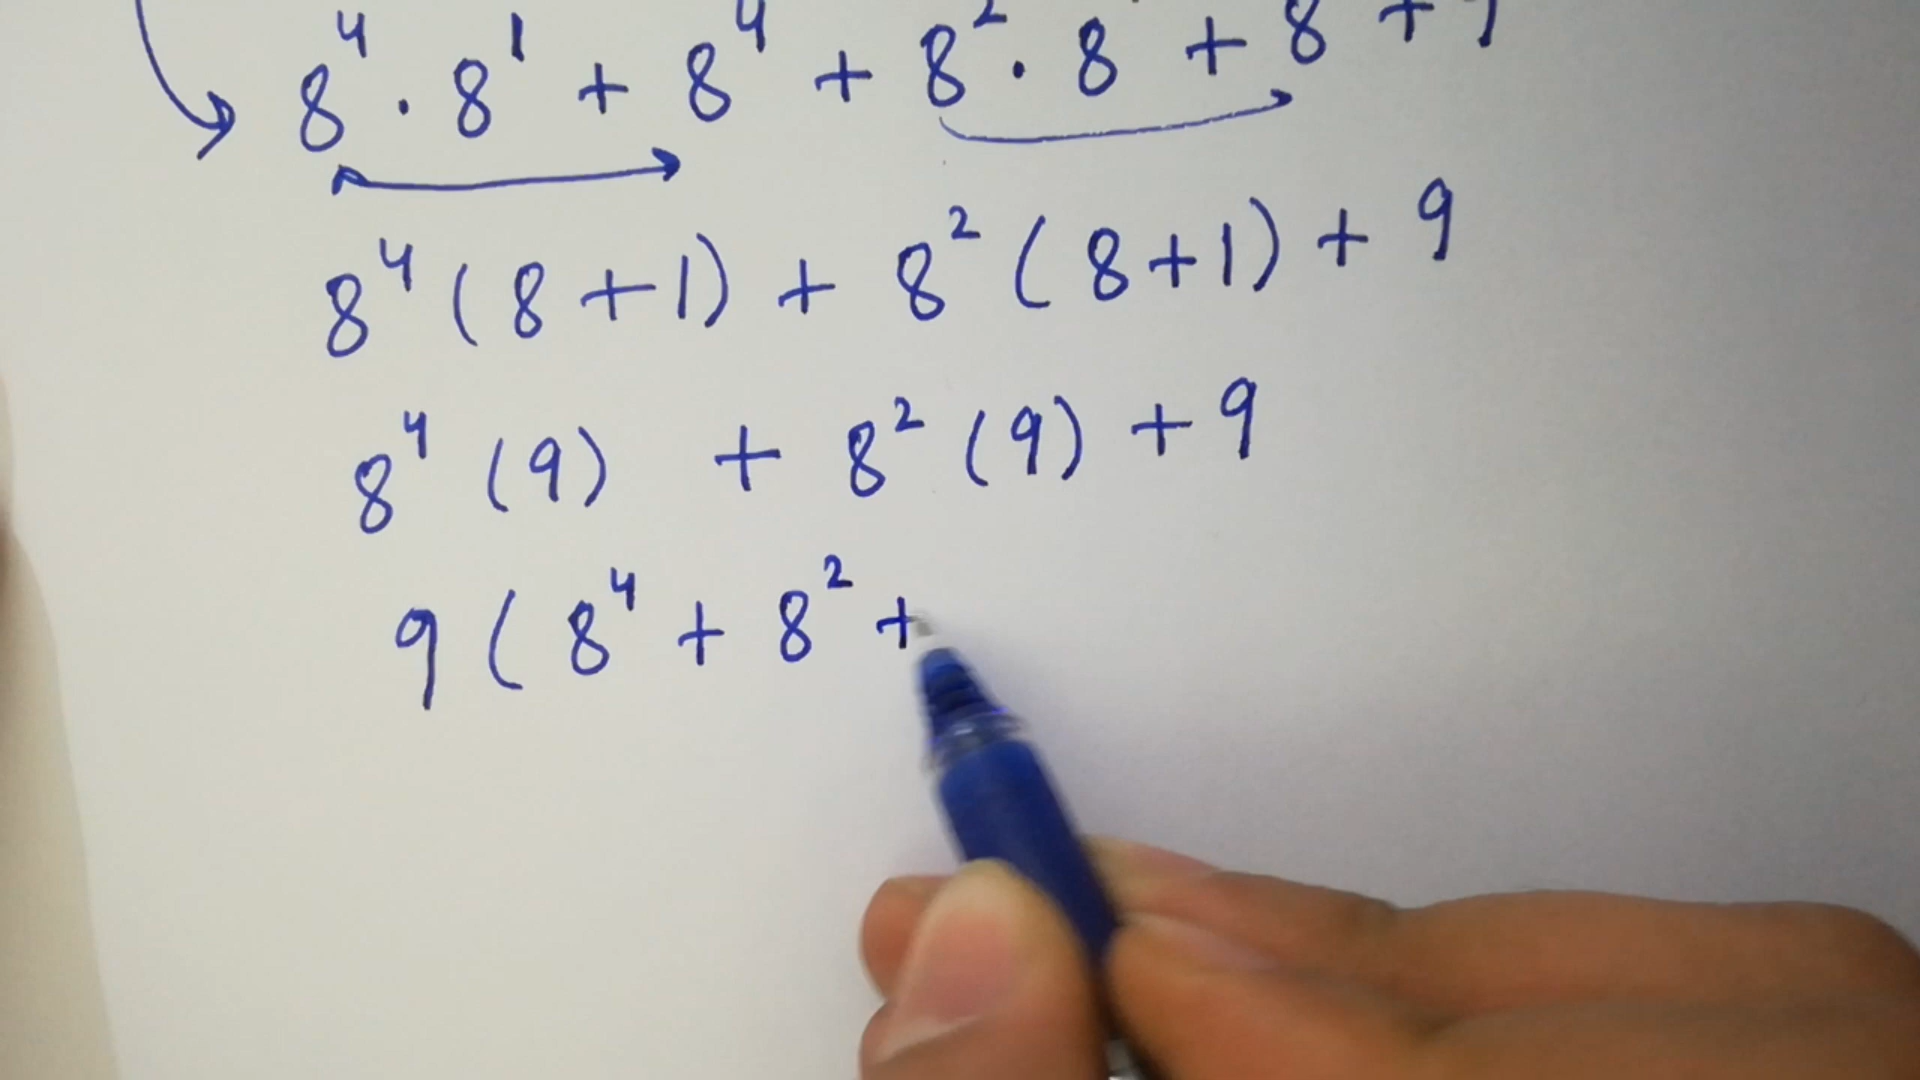 8⁴ · 8¹ + 8⁴ + 8² · 8 + 8 +
8⁴ (8 + 1) + 8² (8 + 1) + 9
8⁴ (9) + 8² (9) + 9
9 ( 8⁴ + 8² +